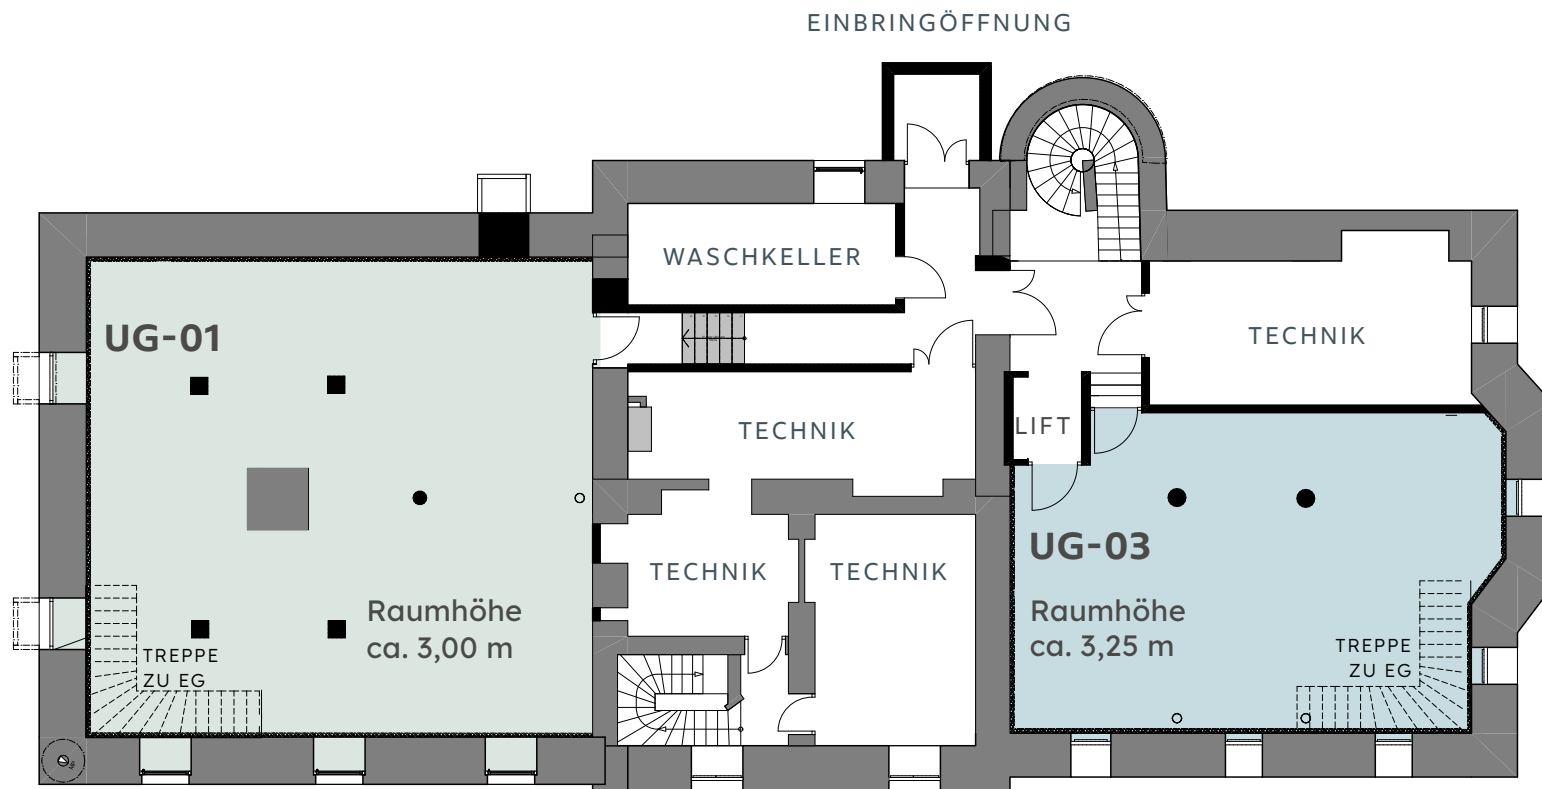 EINBRINGÖFFNUNG
WASCHKELLER
UG-01
TECHNIK
TECHNIK
LIFT
UG-03
TECHNIK
TECHNIK
Raumhöhe
ca. 3,00 m
Raumhöhe
ca. 3,25 m
TREPPE
ZU EG
TREPPE
ZU EG